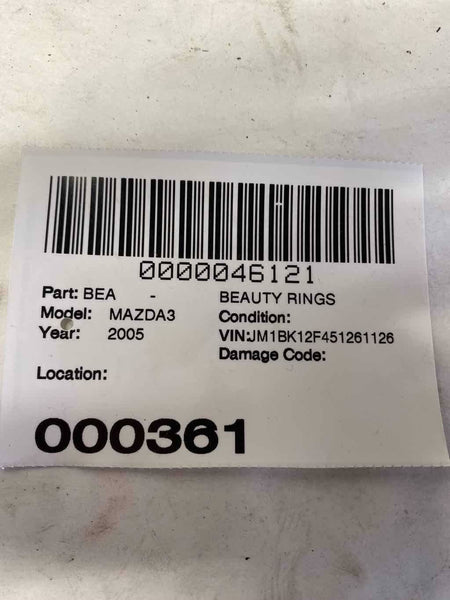 0000046121
Part: BEA - BEAUTY RINGS
Model: MAZDA3 Condition:
Year: 2005 VIN:JM1BK12F451261126
Damage Code:
Location:
000361